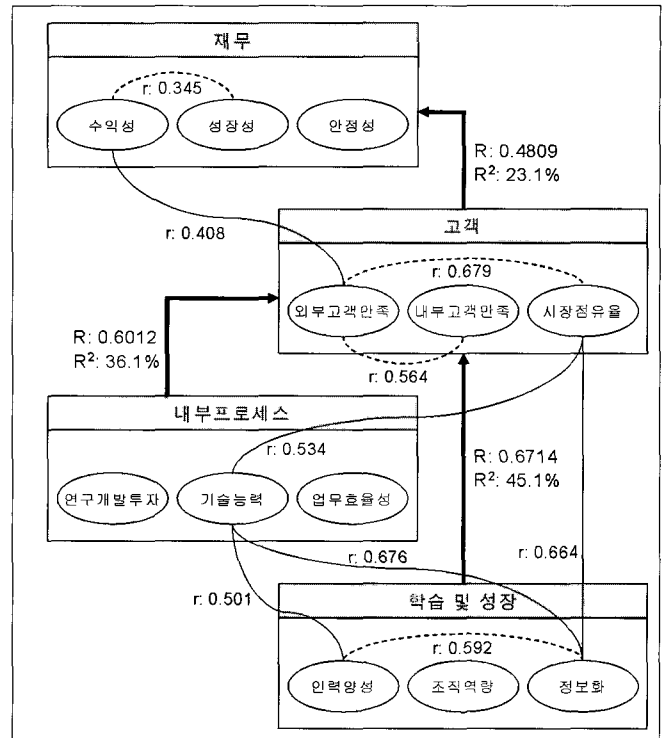 재무
r: 0.345
수익성 성장성 안정성
R: 0.4809
R²: 23.1%
고객
r: 0.408
r: 0.679
외부고객만족 내부고객만족 시장점유율
R: 0.6012
R²: 36.1%
r: 0.564
내부프로세스
r: 0.534
R: 0.6714
R²: 45.1%
연구개발투자 기술능력 업무효율성
r: 0.676
r: 0.664
r: 0.501
학습 및 성장
r: 0.592
인력양성 조직역량 정보화